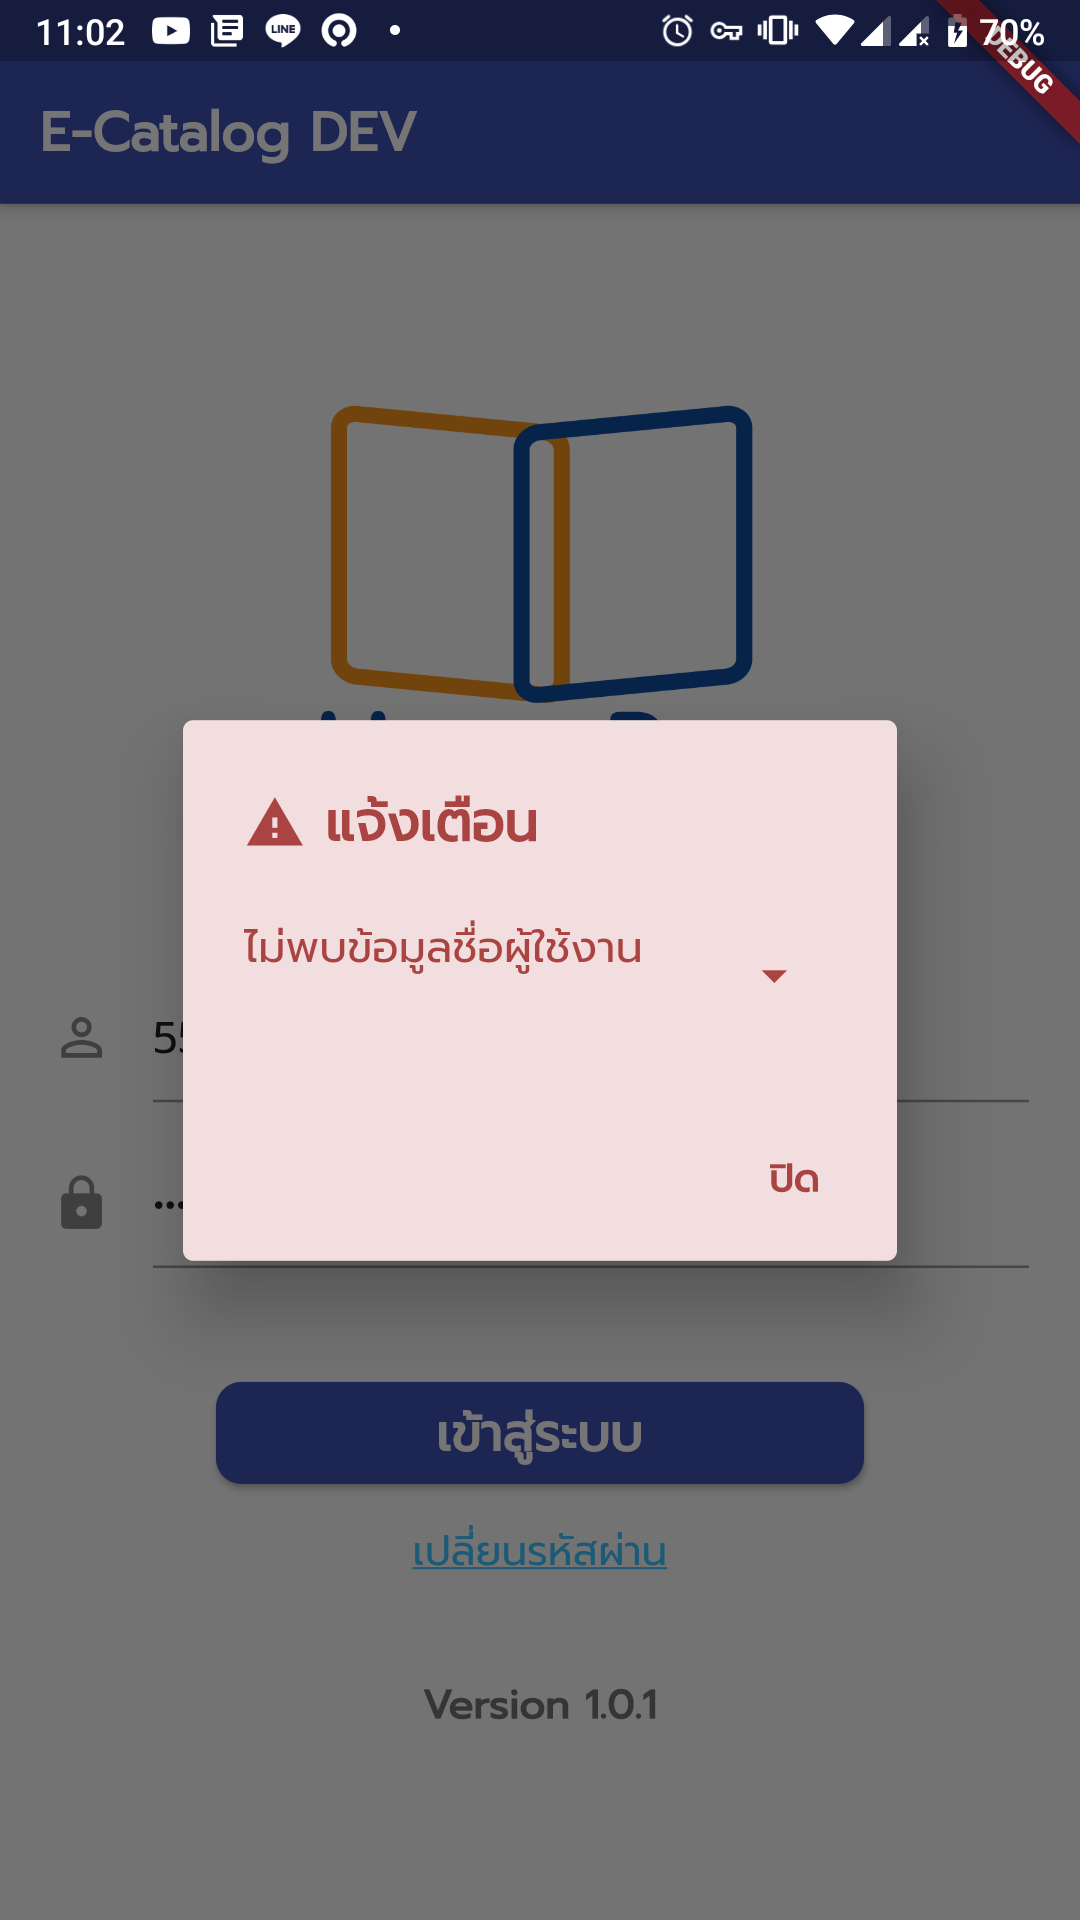 11:02
LINE
70%
DEBUG
E-Catalog DEV
แจ้งเตือน
ไม่พบข้อมูลชื่อผู้ใช้งาน
ปิด
เข้าสู่ระบบ
เปลี่ยนรหัสผ่าน
Version 1.0.1